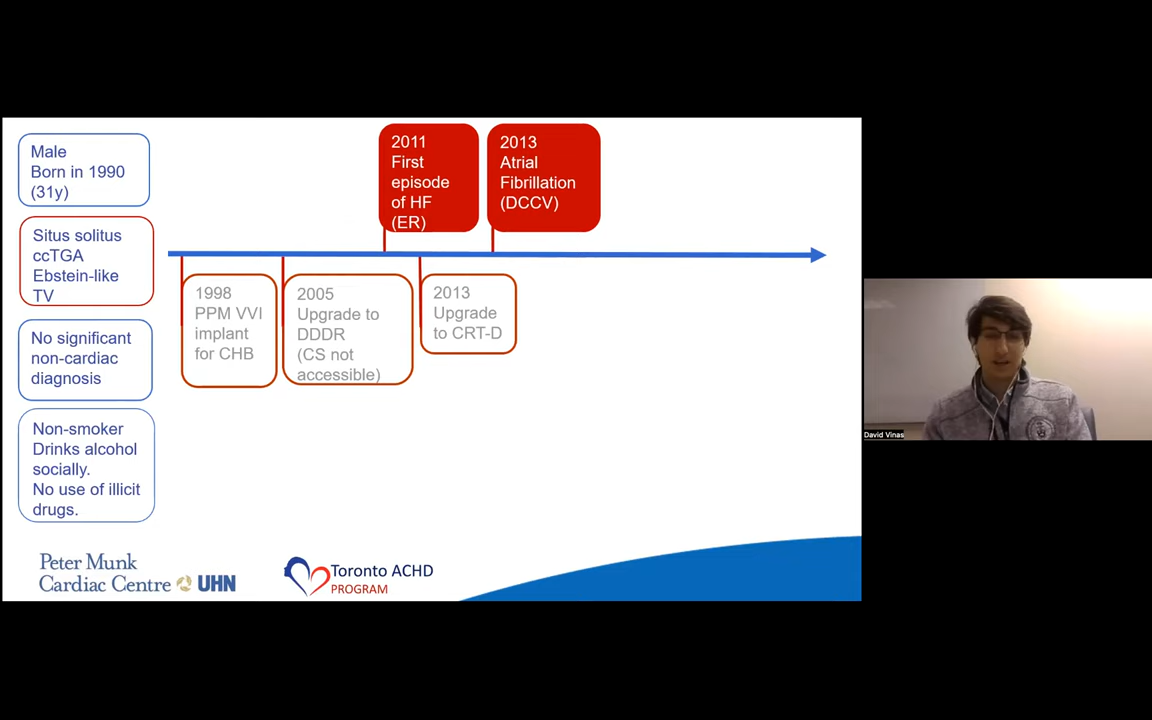 Male
Born in 1990
(31y)
Situs solitus
ccTGA
Ebstein-like
TV
No significant
non-cardiac
diagnosis
Non-smoker
Drinks alcohol
socially.
No use of illicit
drugs.
2011
First
episode
of HF
(ER)
2013
Atrial
Fibrillation
(DCCV)
1998
PPM VVI
implant
for CHB
2005
Upgrade to
DDDR
(CS not
accessible)
2013
Upgrade
to CRT-D
David Vinas
Peter Munk
Cardiac Centre UHN
Toronto ACHD
PROGRAM